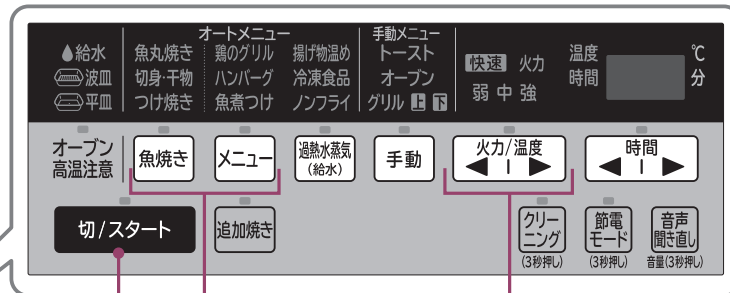 オートメニュー
手動メニュー
給水
魚丸焼き
鶏のグリル
揚げ物温め
トースト
快速
火力
温度
℃
波皿
切身·干物
ハンバーグ
冷凍食品
オーブン
弱 中 強
時間
分
平皿
つけ焼き
魚煮つけ
ノンフライ
グリル 上 下
オーブン
高温注意
魚焼き
メニュー
過熱水蒸気
(給水)
手動
火力/温度
◀ I ▶
時間
◀ I ▶
切/スタート
追加焼き
クリー
ニング
(3秒押し)
節電
モード
(3秒押し)
音声
聞き直し
音量(3秒押し)